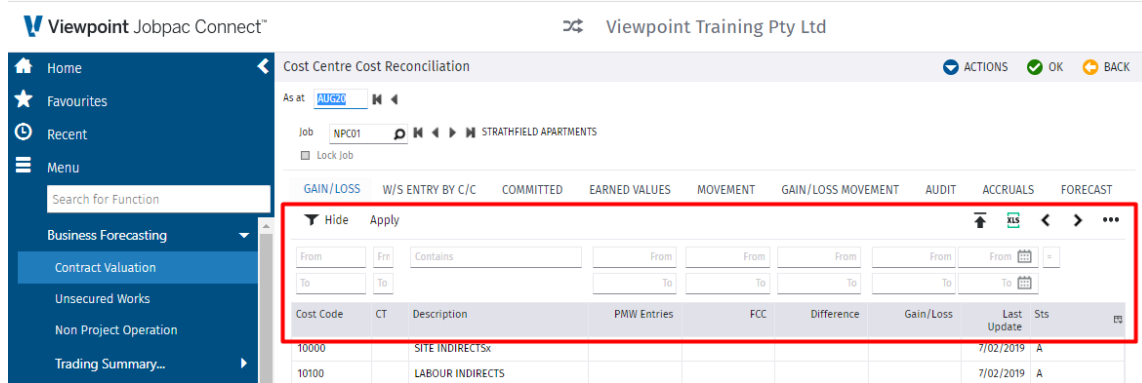 Viewpoint Jobpac Connect™
Viewpoint Training Pty Ltd
Home
Favourites
Recent
Menu
Search for Function
Business Forecasting
Contract Valuation
Unsecured Works
Non Project Operation
Trading Summary...
Cost Centre Cost Reconciliation
ACTIONS OK BACK
As at AUG20
Job NPC01 STRATHFIELD APARTMENTS
Lock Job
GAIN/LOSS W/S ENTRY BY C/C COMMITTED EARNED VALUES MOVEMENT GAIN/LOSS MOVEMENT AUDIT ACCRUALS FORECAST
Hide Apply XLS
From Frc Contains From From From From From =
To To To To To To To
Cost Code CT Description PMW Entries FCC Difference Gain/Loss Last Update Sts
10000 SITE INDIRECTSx 7/02/2019 A
10100 LABOUR INDIRECTS 7/02/2019 A